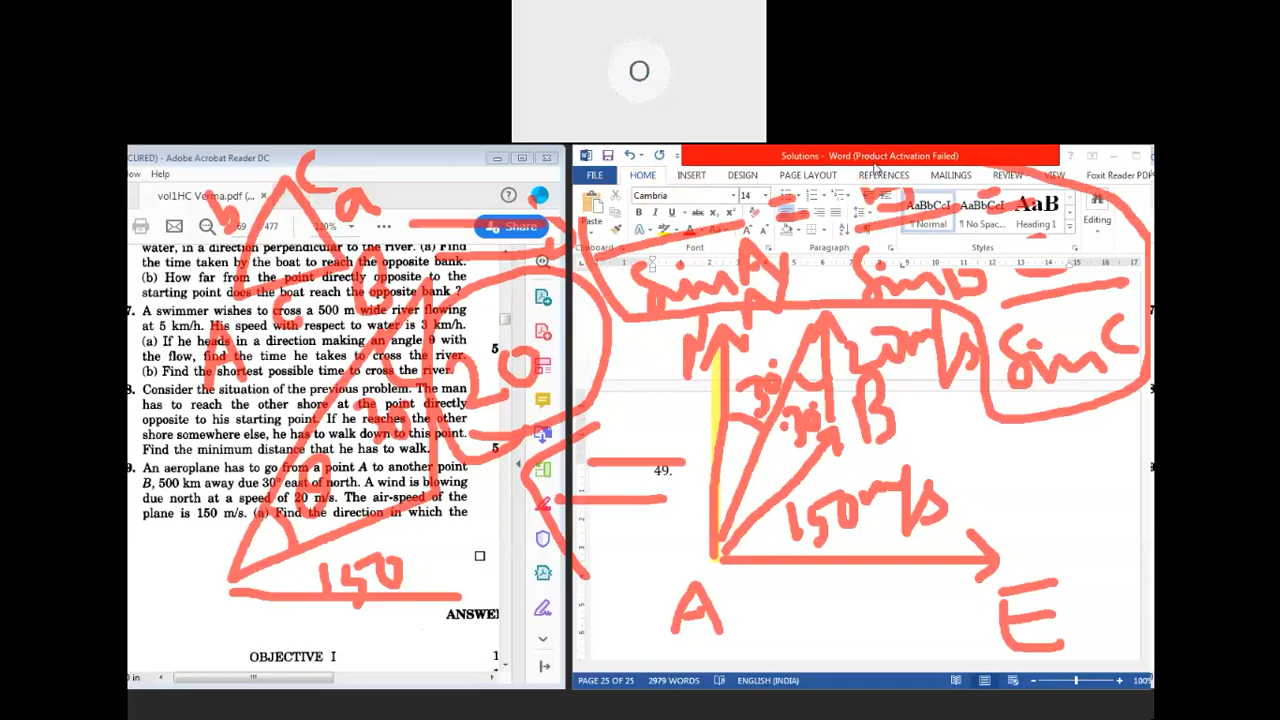 O
CURED) - Adobe Acrobat Reader DC
Solutions - Word (Product Activation Failed)
low Help
FILE HOME INSERT DESIGN PAGE LAYOUT REFERENCES MAILINGS REVIEW VIEW Foxit Reader PDF
vol1HC Verma.pdf (...
69 / 477
110%
Share
Cambria 14
Paste
Clipboard Font Paragraph Styles
AaBbCcI AaBbCc AaB
¶ Normal ¶ No Spac... Heading 1
Editing
water, in a direction perpendicular to the river. (a) Find
the time taken by the boat to reach the opposite bank.
(b) How far from the point directly opposite to the
starting point does the boat reach the opposite bank ?
7. A swimmer wishes to cross a 500 m wide river flowing
at 5 km/h. His speed with respect to water is 3 km/h.
(a) If he heads in a direction making an angle θ with
the flow, find the time he takes to cross the river.
(b) Find the shortest possible time to cross the river.
8. Consider the situation of the previous problem. The man
has to reach the other shore at the point directly
opposite to his starting point. If he reaches the other
shore somewhere else, he has to walk down to this point.
Find the minimum distance that he has to walk.
9. An aeroplane has to go from a point A to another point
B, 500 km away due 30° east of north. A wind is blowing
due north at a speed of 20 m/s. The air-speed of the
plane is 150 m/s. (a) Find the direction in which the
ANSWE
OBJECTIVE I
C
b a
A c B
20
30
θ
150
sin A = sin B =
sin C
N
20 m/s
30°
30°
B
49.
150 m/s
A
E
PAGE 25 OF 25 2979 WORDS ENGLISH (INDIA) 100%